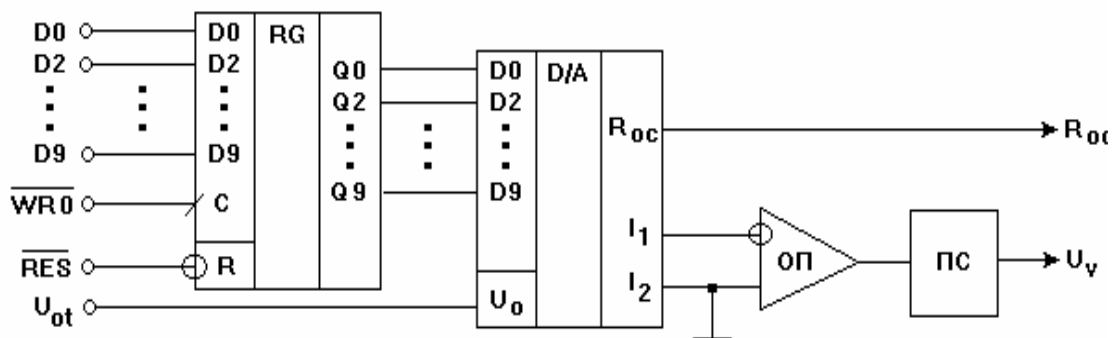 D0 D0 RG
D2 D2 Q0 D0 D/A
Q2 D2
Roc Roc
D9 D9 D9
Q9
WR0 C
I1
ОП ПС Uv
RES R
I2
Uot Uo